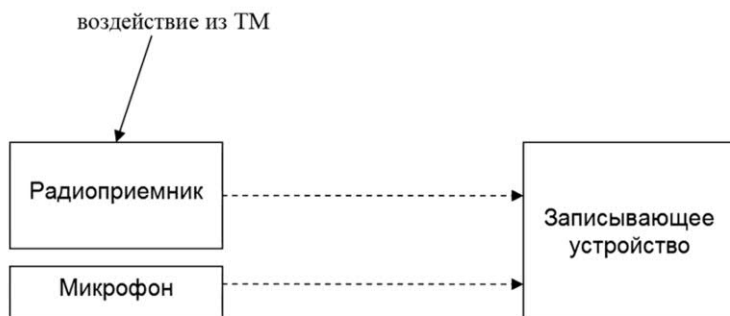 воздействие из ТМ
Радиоприемник
Записывающее
устройство
Микрофон